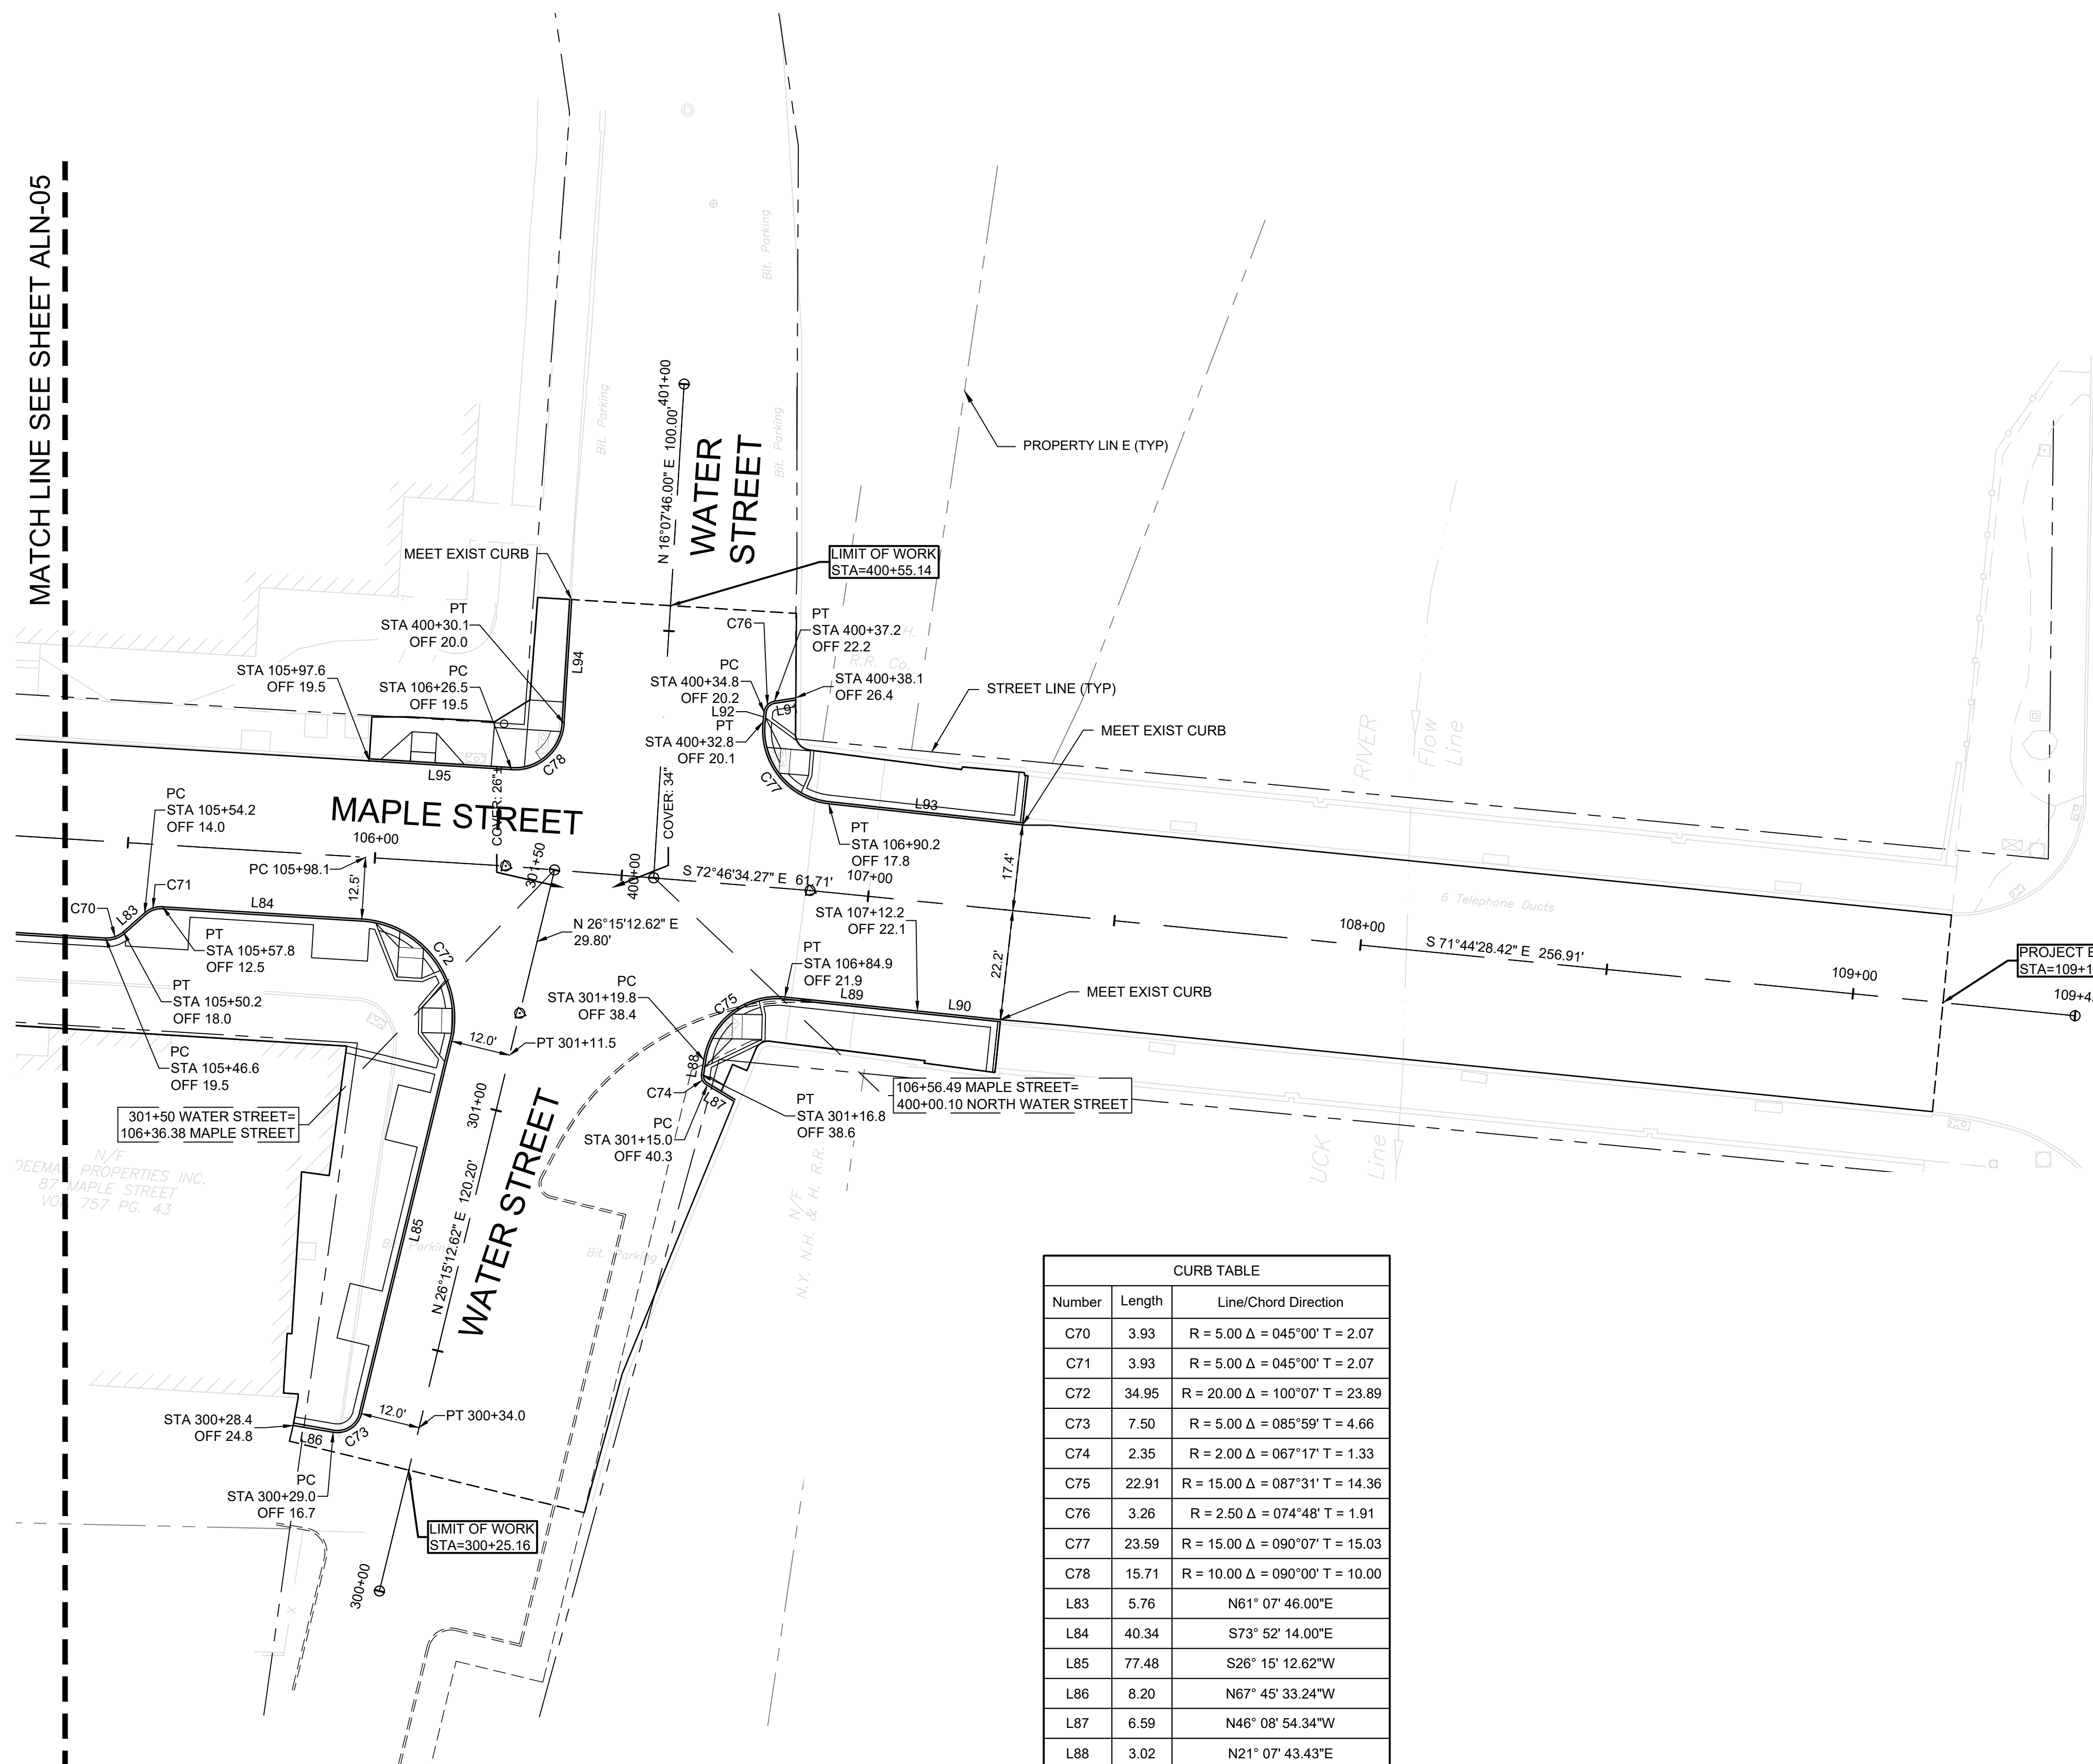 MATCH LINE SEE SHEET ALN-05
Bit. Parking
Bit. Parking
Bit. Parking
401+00
N 16°07'46.00" E 100.00'
WATER
STREET
PROPERTY LIN E (TYP)
MEET EXIST CURB
LIMIT OF WORK
STA=400+55.14
PT
STA 400+30.1
OFF 20.0
C76
PT
STA 400+37.2
OFF 22.2
H.
R.R. Co.
STA 105+97.6
OFF 19.5
PC
STA 106+26.5
OFF 19.5
L94
PC
STA 400+34.8
OFF 20.2
STA 400+38.1
OFF 26.4
L92
L91
STREET LINE (TYP)
PT
STA 400+32.8
OFF 20.1
MEET EXIST CURB
RIVER
Flow
Line
C78
L95
C77
L93
PC
STA 105+54.2
OFF 14.0
MAPLE STREET
COVER: 26"±
COVER: 34"
PT
STA 106+90.2
OFF 17.8
106+00
PC 105+98.1
301+50
400+00
S 72°46'34.27" E 61.71'
107+00
17.4'
12.5'
C71
C70
L83
L84
6 Telephone Ducts
STA 107+12.2
OFF 22.1
108+00
S 71°44'28.42" E 256.91'
109+00
PROJECT E
STA=109+1
109+4
N 26°15'12.62" E
29.80'
PT
STA 105+57.8
OFF 12.5
C72
PT
STA 106+84.9
OFF 21.9
22.2'
PC
STA 301+19.8
OFF 38.4
C75
L89
L90
MEET EXIST CURB
PT
STA 105+50.2
OFF 18.0
12.0'
PT 301+11.5
PC
STA 105+46.6
OFF 19.5
L88
C74
L87
106+56.49 MAPLE STREET=
400+00.10 NORTH WATER STREET
301+50 WATER STREET=
106+36.38 MAPLE STREET
301+00
PC
STA 301+15.0
OFF 40.3
PT
STA 301+16.8
OFF 38.6
UCK
Line
N/F
DEEMAR PROPERTIES INC.
87 MAPLE STREET
VOL 757 PG. 43
N/F
N.Y. N.H. & H. R.R.
L85
Bit. Parking
Bit. Parking
N 26°15'12.62" E 120.20'
WATER STREET
12.0'
PT 300+34.0
STA 300+28.4
OFF 24.8
L86
C73
PC
STA 300+29.0
OFF 16.7
LIMIT OF WORK
STA=300+25.16
300+00
X
CURB TABLE
Number Length Line/Chord Direction
C70 3.93 R = 5.00 Δ = 045°00' T = 2.07
C71 3.93 R = 5.00 Δ = 045°00' T = 2.07
C72 34.95 R = 20.00 Δ = 100°07' T = 23.89
C73 7.50 R = 5.00 Δ = 085°59' T = 4.66
C74 2.35 R = 2.00 Δ = 067°17' T = 1.33
C75 22.91 R = 15.00 Δ = 087°31' T = 14.36
C76 3.26 R = 2.50 Δ = 074°48' T = 1.91
C77 23.59 R = 15.00 Δ = 090°07' T = 15.03
C78 15.71 R = 10.00 Δ = 090°00' T = 10.00
L83 5.76 N61° 07' 46.00"E
L84 40.34 S73° 52' 14.00"E
L85 77.48 S26° 15' 12.62"W
L86 8.20 N67° 45' 33.24"W
L87 6.59 N46° 08' 54.34"W
L88 3.02 N21° 07' 43.43"E